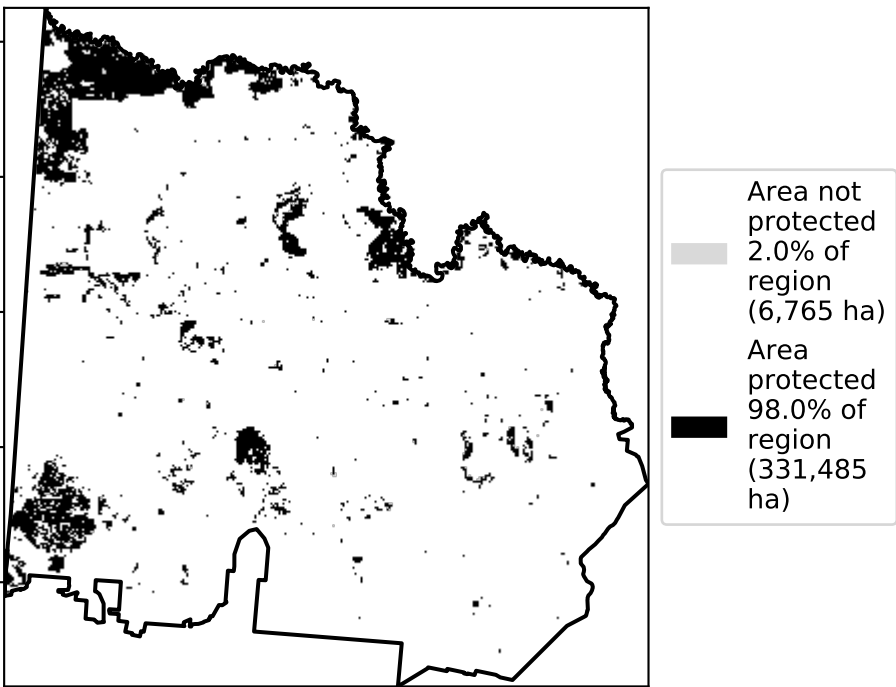 Area not
protected
2.0% of
region
(6,765 ha)
Area
protected
98.0% of
region
(331,485
ha)